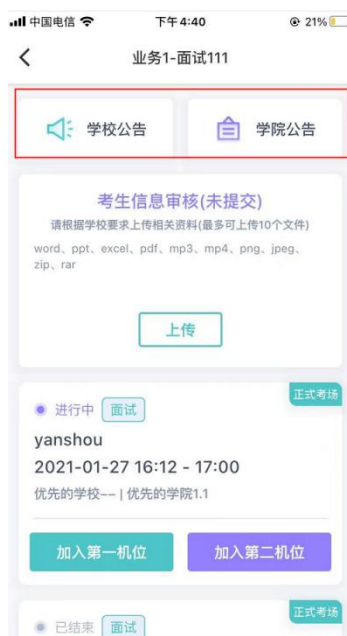 中国电信 下午4:40 21%
业务1-面试111
学校公告 学院公告
考生信息审核(未提交)
请根据学校要求上传相关资料(最多可上传10个文件)
word、ppt、excel、pdf、mp3、mp4、png、jpeg、
zip、rar
上传
正式考场
进行中 面试
yanshou
2021-01-27 16:12 - 17:00
优先的学校--| 优先的学院1.1
加入第一机位 加入第二机位
正式考场
已结束 面试